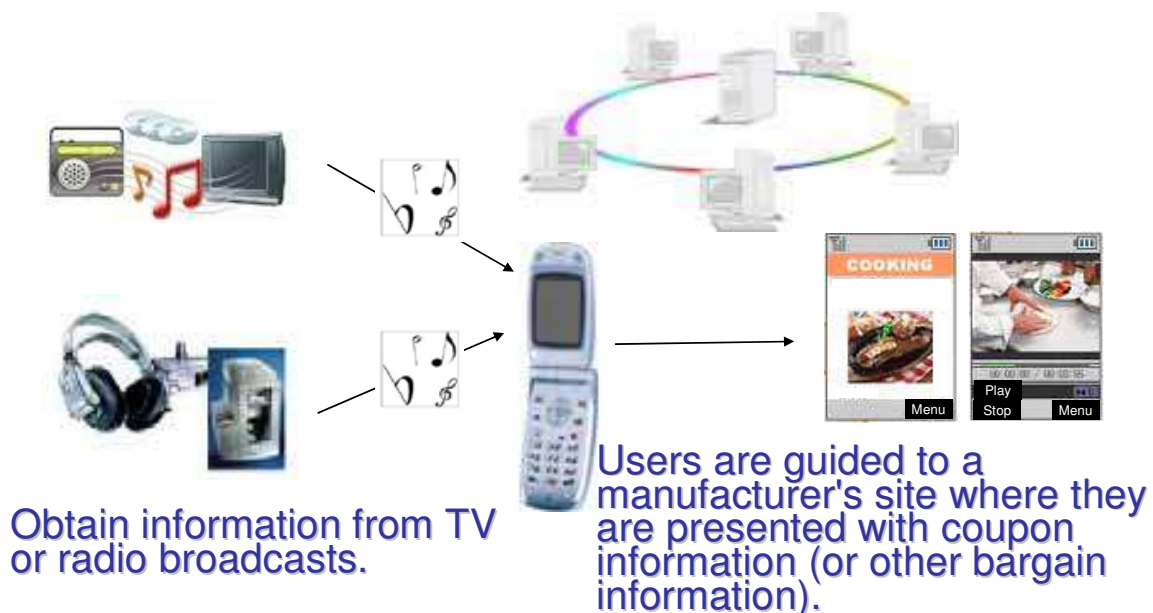 COOKING
Menu
Play
Stop
Menu
Obtain information from TV
or radio broadcasts.
Users are guided to a
manufacturer's site where they
are presented with coupon
information (or other bargain
information).